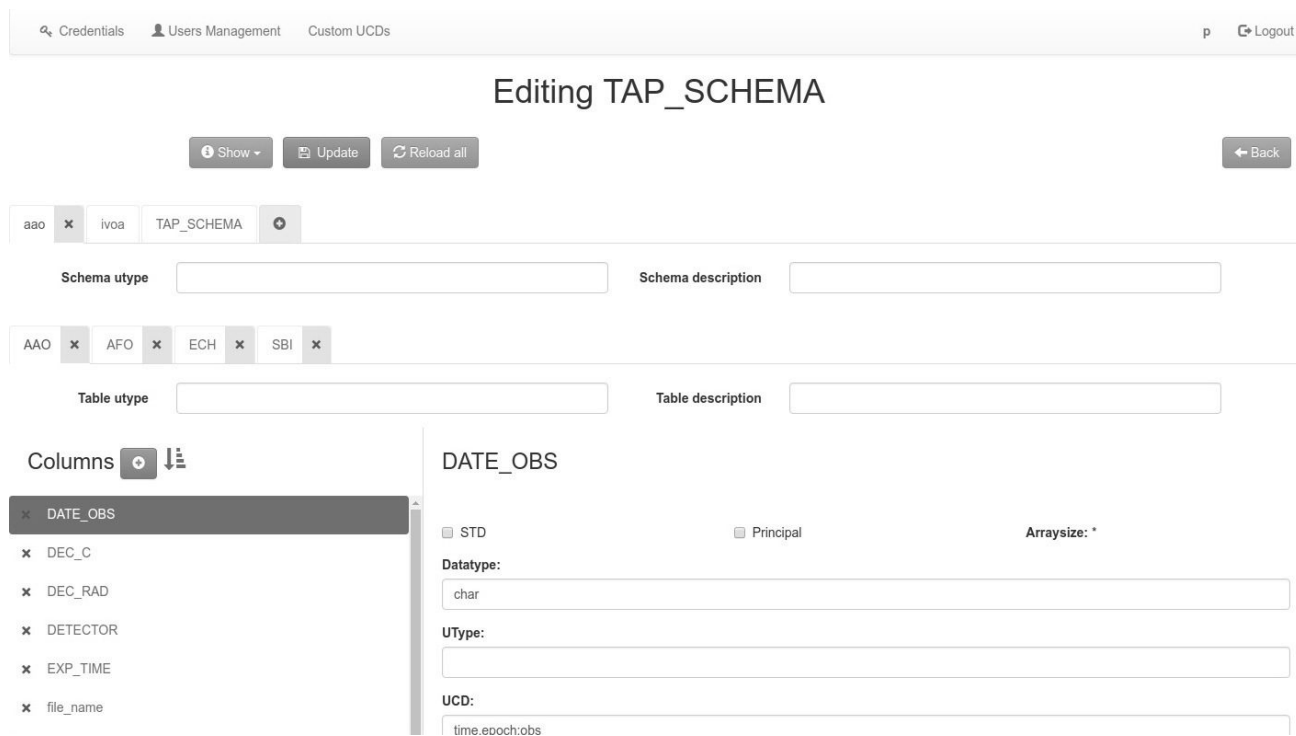 Credentials Users Management Custom UCDs p Logout
Editing TAP_SCHEMA
Show Update Reload all Back
aao ivoa TAP_SCHEMA
Schema utype Schema description
AAO AFO ECH SBI
Table utype Table description
Columns
DATE_OBS
DEC_C
DEC_RAD
DETECTOR
EXP_TIME
file_name
DATE_OBS
STD Principal Arraysize: *
Datatype:
char
UType:
UCD:
time.epoch;obs